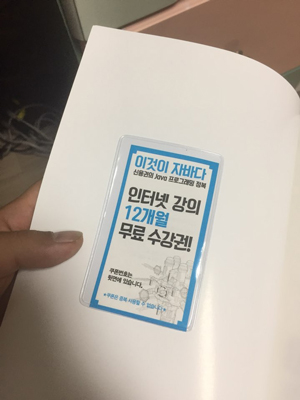 이것이 자바다
신용권의 Java 프로그래밍 정복
인터넷 강의
12개월
무료 수강권!
쿠폰번호는
뒷면에 있습니다.